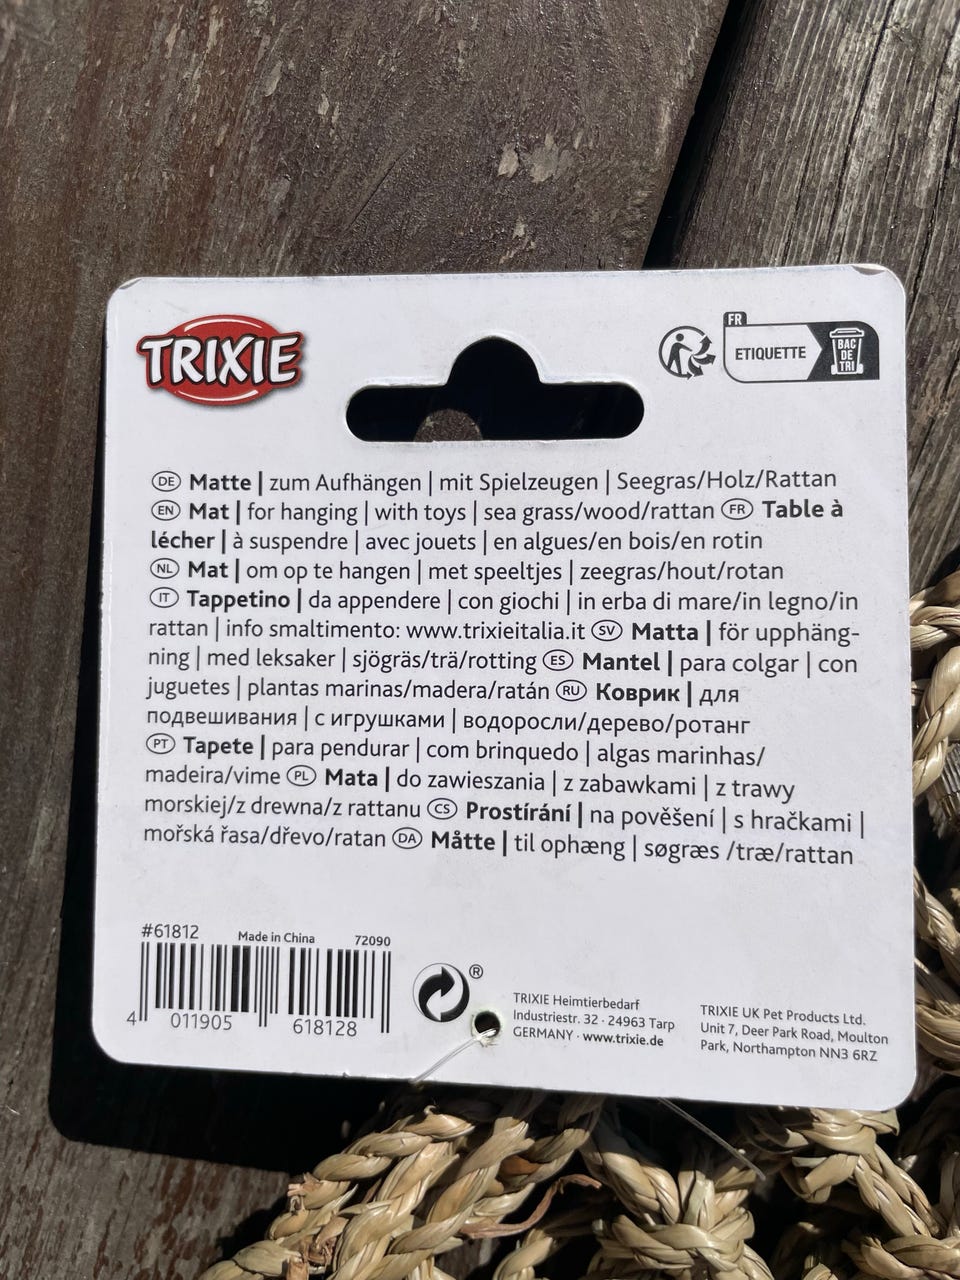 TRIXIE
FR
ETIQUETTE
BAC
DE
TRI
DE Matte | zum Aufhängen | mit Spielzeugen | Seegras/Holz/Rattan
EN Mat | for hanging | with toys | sea grass/wood/rattan FR Table à
lécher | à suspendre | avec jouets | en algues/en bois/en rotin
NL Mat | om op te hangen | met speeltjes | zeegras/hout/rotan
IT Tappetino | da appendere | con giochi | in erba di mare/in legno/in
rattan | info smaltimento: www.trixieitalia.it SV Matta | för upphäng-
ning | med leksaker | sjögräs/trä/rotting ES Mantel | para colgar | con
juguetes | plantas marinas/madera/ratán RU Коврик | для
подвешивания | с игрушками | водоросли/дерево/ротанг
PT Tapete | para pendurar | com brinquedo | algas marinhas/
madeira/vime PL Mata | do zawieszania | z zabawkami | z trawy
morskiej/z drewna/z rattanu CS Prostírání | na pověšení | s hračkami |
mořská řasa/dřevo/ratan DA Måtte | til ophæng | søgræs /træ/rattan
#61812 Made in China 72090
4 011905 618128
®
TRIXIE Heimtierbedarf
Industriestr. 32 · 24963 Tarp
GERMANY · www.trixie.de
TRIXIE UK Pet Products Ltd.
Unit 7, Deer Park Road, Moulton
Park, Northampton NN3 6RZ